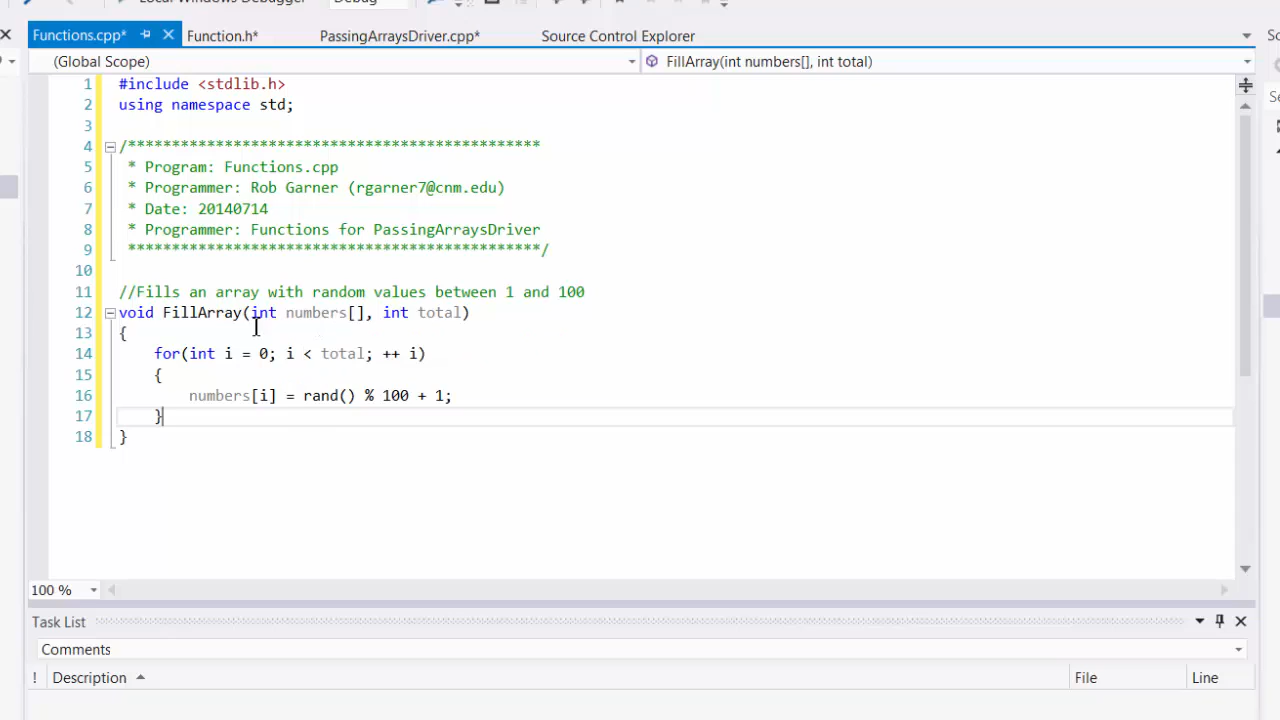 Local Windows Debugger Debug
Functions.cpp* Function.h* PassingArraysDriver.cpp* Source Control Explorer
(Global Scope) FillArray(int numbers[], int total)
1 #include <stdlib.h>
2 using namespace std;
3
4 /***********************************************
5 * Program: Functions.cpp
6 * Programmer: Rob Garner (rgarner7@cnm.edu)
7 * Date: 20140714
8 * Programmer: Functions for PassingArraysDriver
9 ***********************************************/
10
11 //Fills an array with random values between 1 and 100
12 void FillArray(int numbers[], int total)
13 {
14 for(int i = 0; i < total; ++ i)
15 {
16 numbers[i] = rand() % 100 + 1;
17 }
18 }
100 %
Task List
Comments
! Description File Line